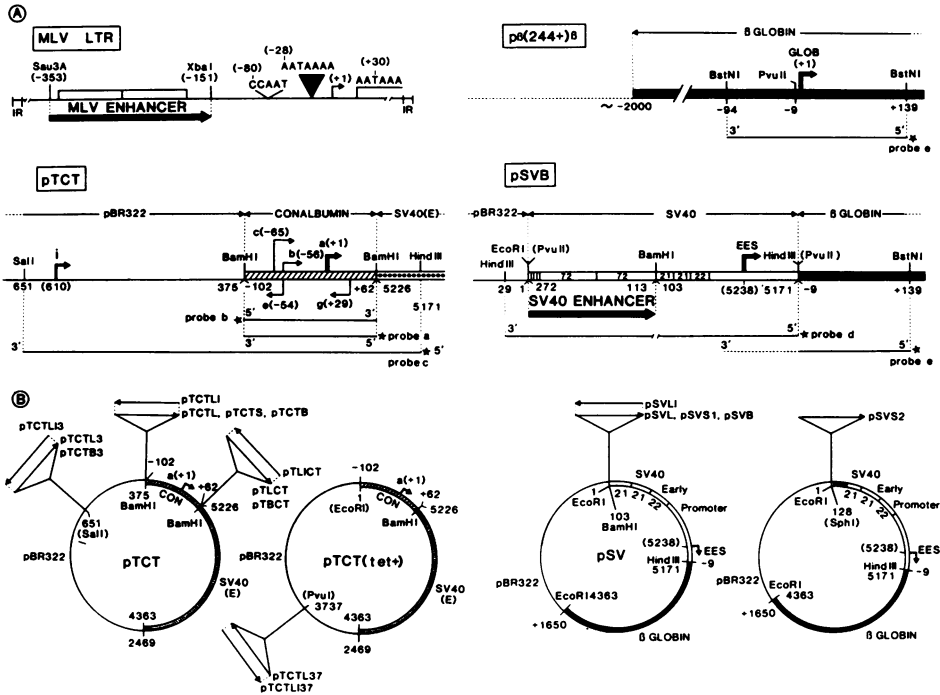 A
MLV LTR
Sau3A XbaI
(-353) (-151)
(-80) (-28) (+1) (+30)
CCAAT AATAAAA AATAAA
IR MLV ENHANCER IR
pβ(244+)β
β GLOBIN
GLOB
(+1)
BstNI PvuII BstNI
~ -2000 -94 -9 +139
3' 5'
probe e
pTCT
pBR322 CONALBUMIN SV40(E)
c(-65)
b(-56) a(+1)
SalI i BamHI BamHI HindIII
651 (610) 375 -102 e(-54) g(+29) +62 5226 5171
probe b 5' 3'
3' 5' probe a
3' 5'
probe c
pSVB
pBR322 SV40 β GLOBIN
EcoRI (PvuII) BamHI EES HindIII (PvuII)
HindIII BstNI
72 72 21 21 22
29 1 272 113 103 (5238) 5171 -9 +139
SV40 ENHANCER
3' 5' probe d
3' 5'
probe e
B
pTCTLI
pTCTL, pTCTS, pTCTB
pTCTLI3
pTCTL3
pTCTB3
pTLICT
pTLCT
pTBCT
-102 a(+1) +62
375 CON
BamHI BamHI 5226
651
(SalI)
pBR322 pTCT SV40
(E)
4363
2469
-102 a(+1) +62
1 CON
(EcoRI) BamHI 5226
pBR322 pTCT(tet+) SV40
(E)
(PvuI)
3737
4363
2469
pTCTL37
pTCTLI37
pSVLI
pSVL, pSVS1, pSVB
SV40
Early
Promoter
1 21 21 22
EcoRI
103
BamHI
pSV
(5238) EES
HindIII
5171 -9
pBR322
EcoRI 4363
+1650
β GLOBIN
pSVS2
SV40
Early
Promoter
1 21 21 22
EcoRI
128
(SphI)
(5238) EES
HindIII
5171 -9
pBR322
EcoRI
4363
+1650
β GLOBIN